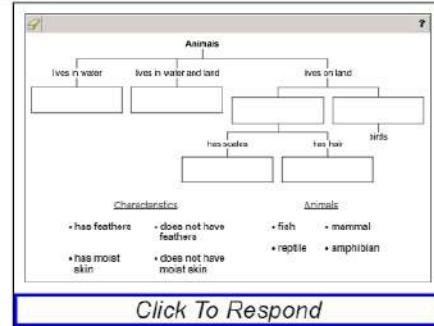 ?
Animals
lives in water lives in water and land lives on land
birds
has scales has hair
Characteristics Animals
• has feathers • does not have feathers • fish • mammal
• has moist skin • does not have moist skin • reptile • amphibian
Click To Respond